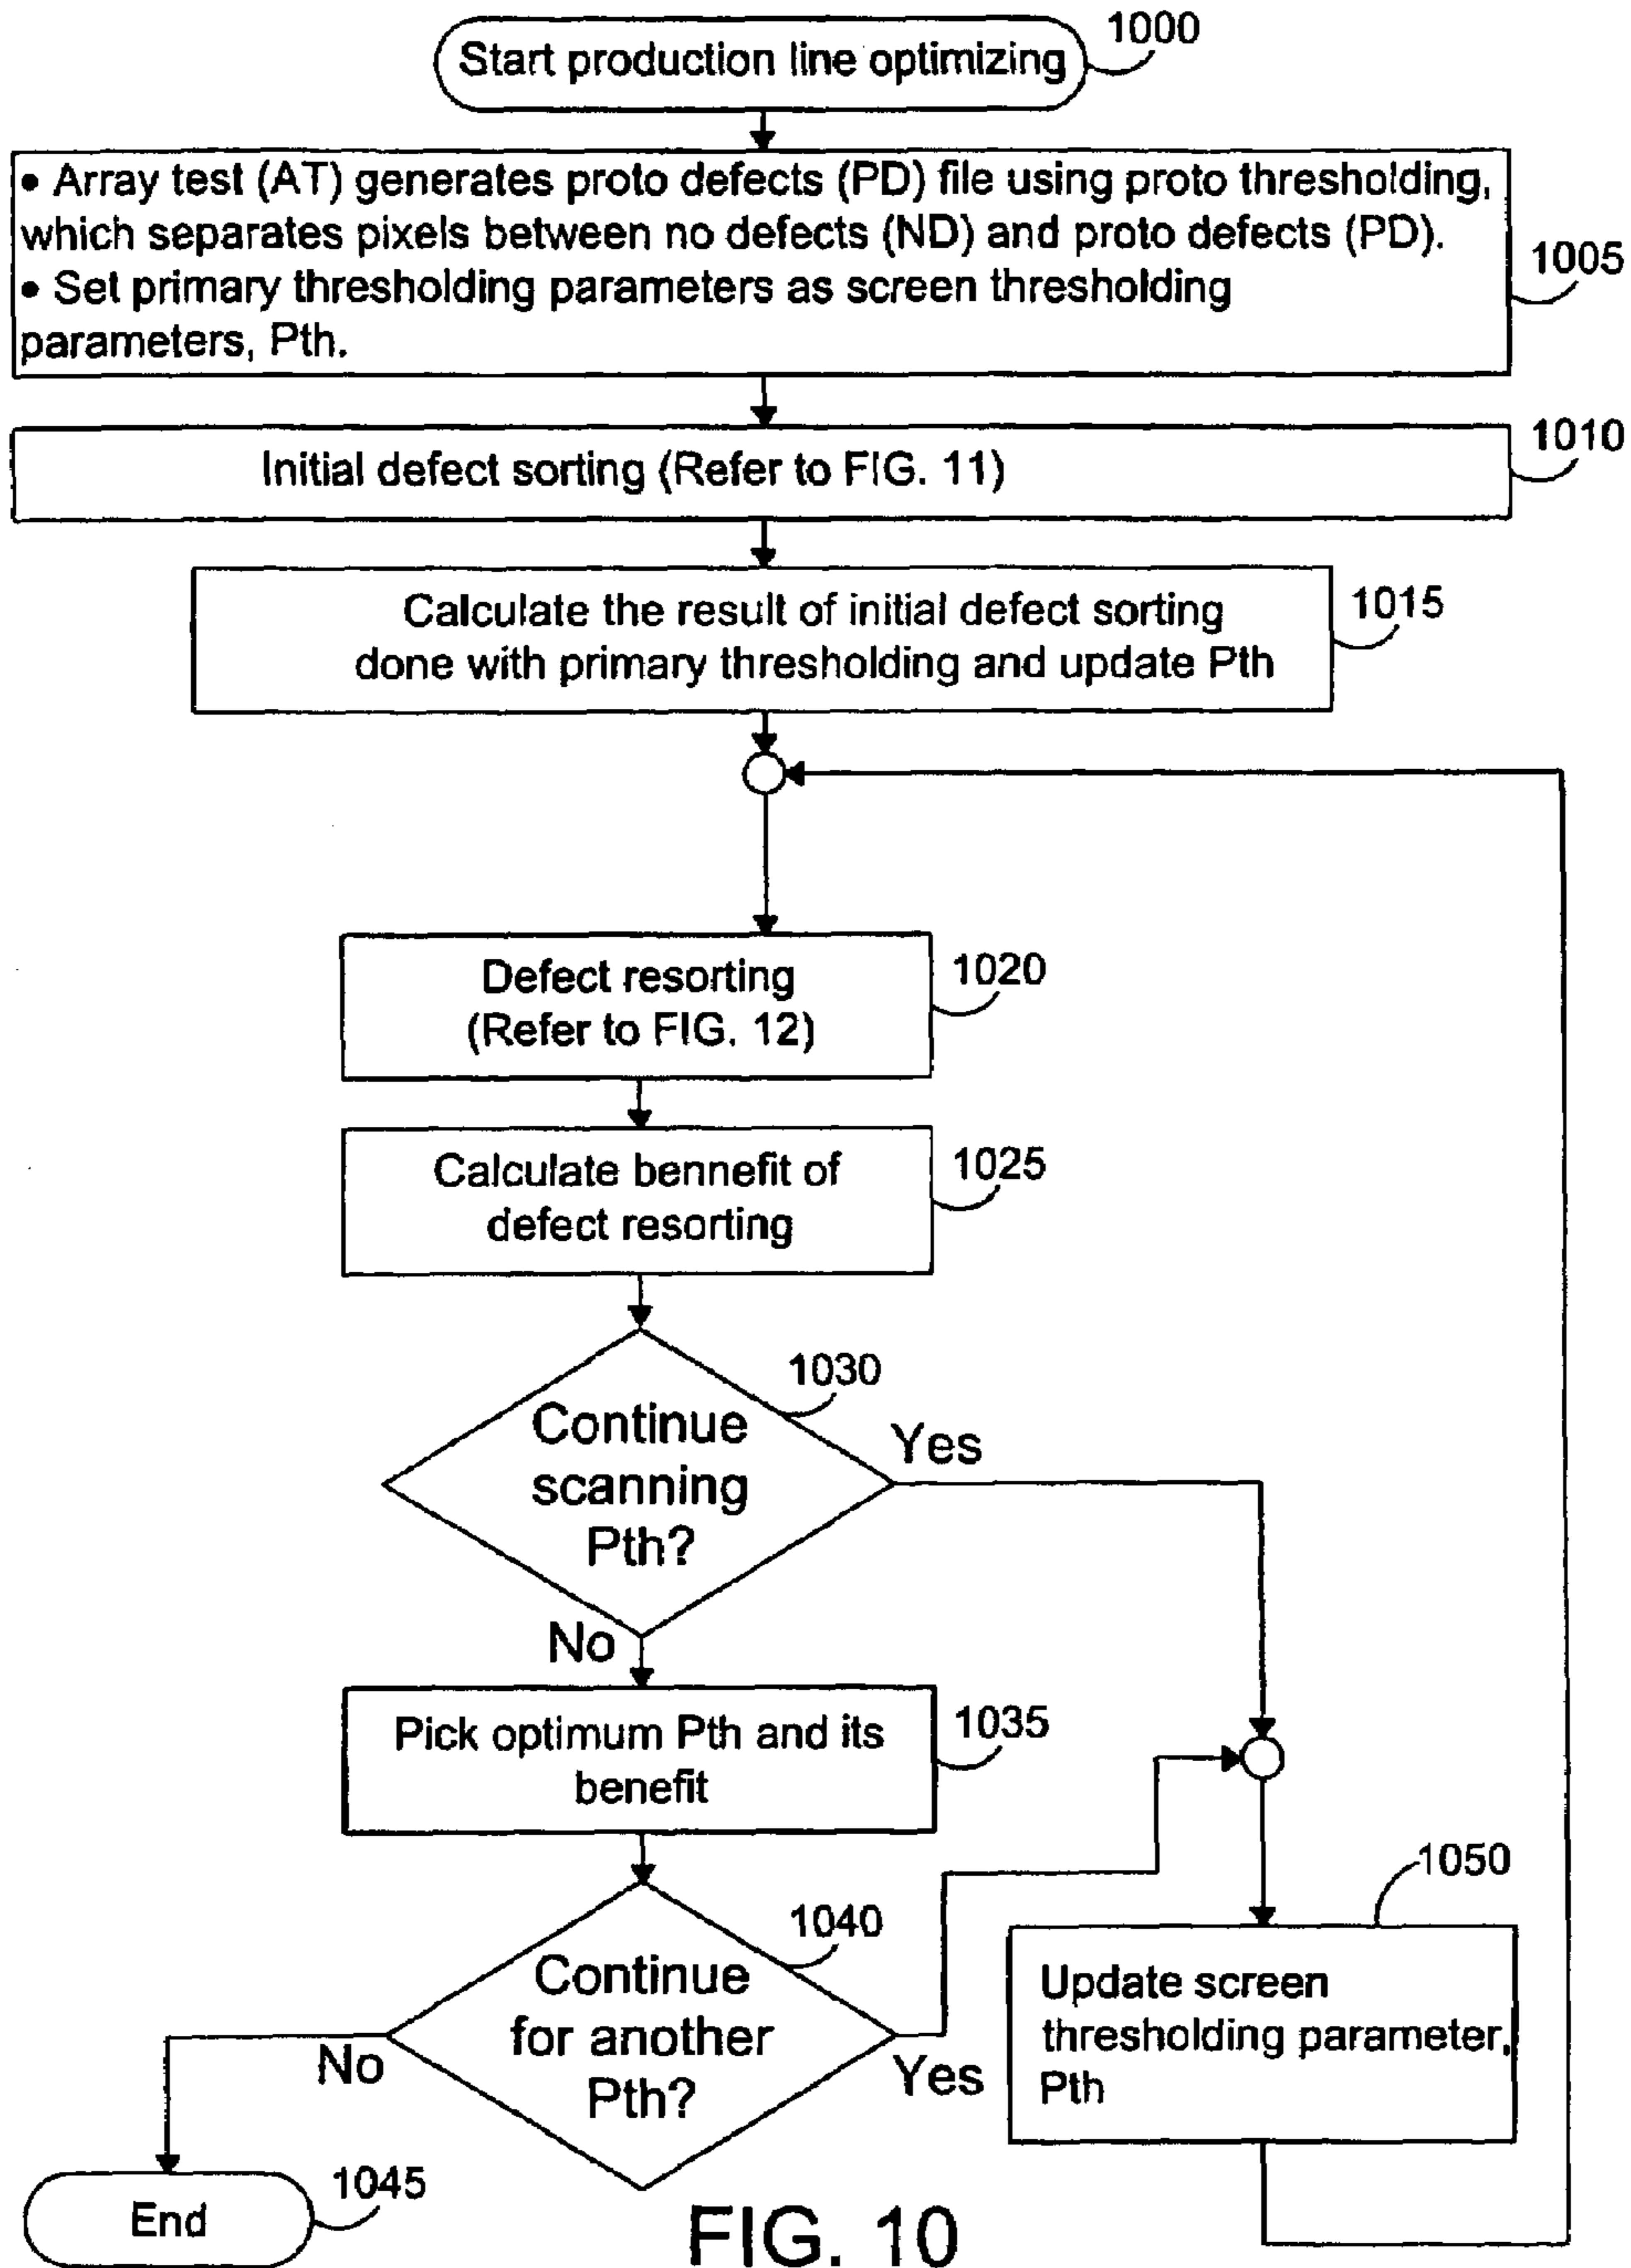 1000
Start production line optimizing
• Array test (AT) generates proto defects (PD) file using proto thresholding,
which separates pixels between no defects (ND) and proto defects (PD).
• Set primary thresholding parameters as screen thresholding
parameters, Pth.
1005
1010
Initial defect sorting (Refer to FIG. 11)
Calculate the result of initial defect sorting
done with primary thresholding and update Pth
1015
Defect resorting
(Refer to FIG. 12)
1020
Calculate bennefit of
defect resorting
1025
1030
Continue
scanning
Pth?
Yes
No
Pick optimum Pth and its
benefit
1035
1040
Continue
for another
Pth?
No
Yes
1050
Update screen
thresholding parameter,
Pth
End
1045
FIG. 10